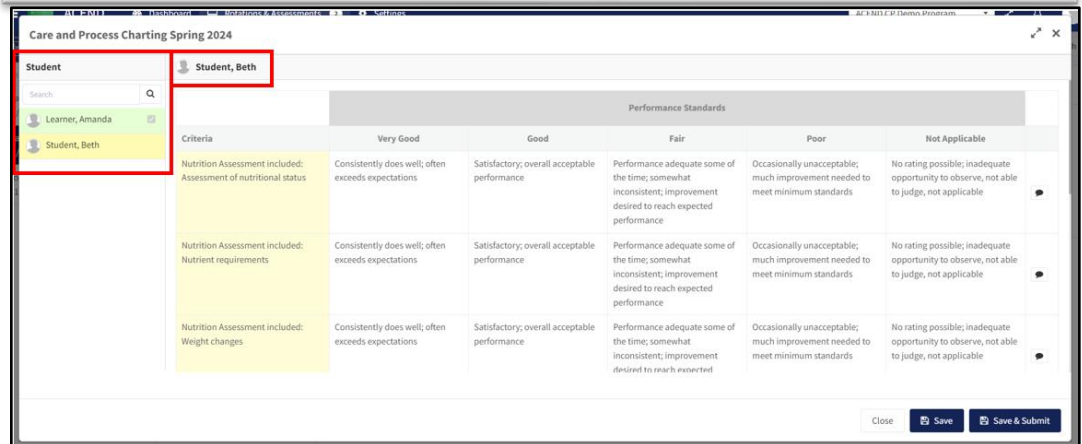 ACEND Dashboard Rotations & Assessments 2 Settings ACEND CP Demo Program
Care and Process Charting Spring 2024
Student
Student, Beth
Search
Learner, Amanda
Student, Beth
Performance Standards
Criteria Very Good Good Fair Poor Not Applicable
Nutrition Assessment included: Consistently does well; often Satisfactory; overall acceptable Performance adequate some of Occasionally unacceptable; No rating possible; inadequate
Assessment of nutritional status exceeds expectations performance the time; somewhat much improvement needed to opportunity to observe, not able
inconsistent; improvement meet minimum standards to judge, not applicable
desired to reach expected
performance
Nutrition Assessment included: Consistently does well; often Satisfactory; overall acceptable Performance adequate some of Occasionally unacceptable; No rating possible; inadequate
Nutrient requirements exceeds expectations performance the time; somewhat much improvement needed to opportunity to observe, not able
inconsistent; improvement meet minimum standards to judge, not applicable
desired to reach expected
performance
Nutrition Assessment included: Consistently does well; often Satisfactory; overall acceptable Performance adequate some of Occasionally unacceptable; No rating possible; inadequate
Weight changes exceeds expectations performance the time; somewhat much improvement needed to opportunity to observe, not able
inconsistent; improvement meet minimum standards to judge, not applicable
desired to reach expected
Close Save Save & Submit